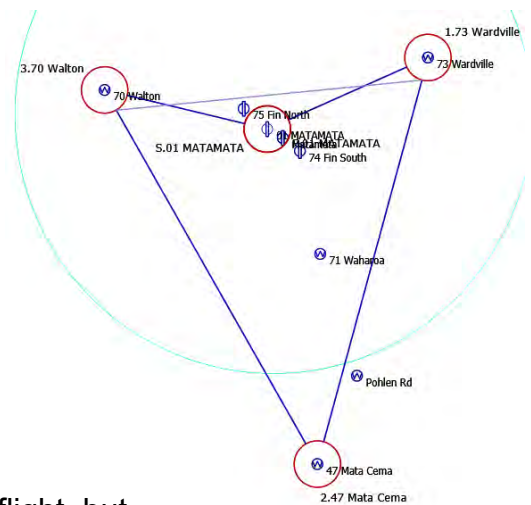 1.73 Wardville
73 Wardville
3.70 Walton
70 Walton
75 Fin North
MATAMATA
S.01 MATAMATA
MATAMATA
74 Fin South
71 Waharoa
Pohlen Rd
47 Mata Cema
2.47 Mata Cema
flight, but